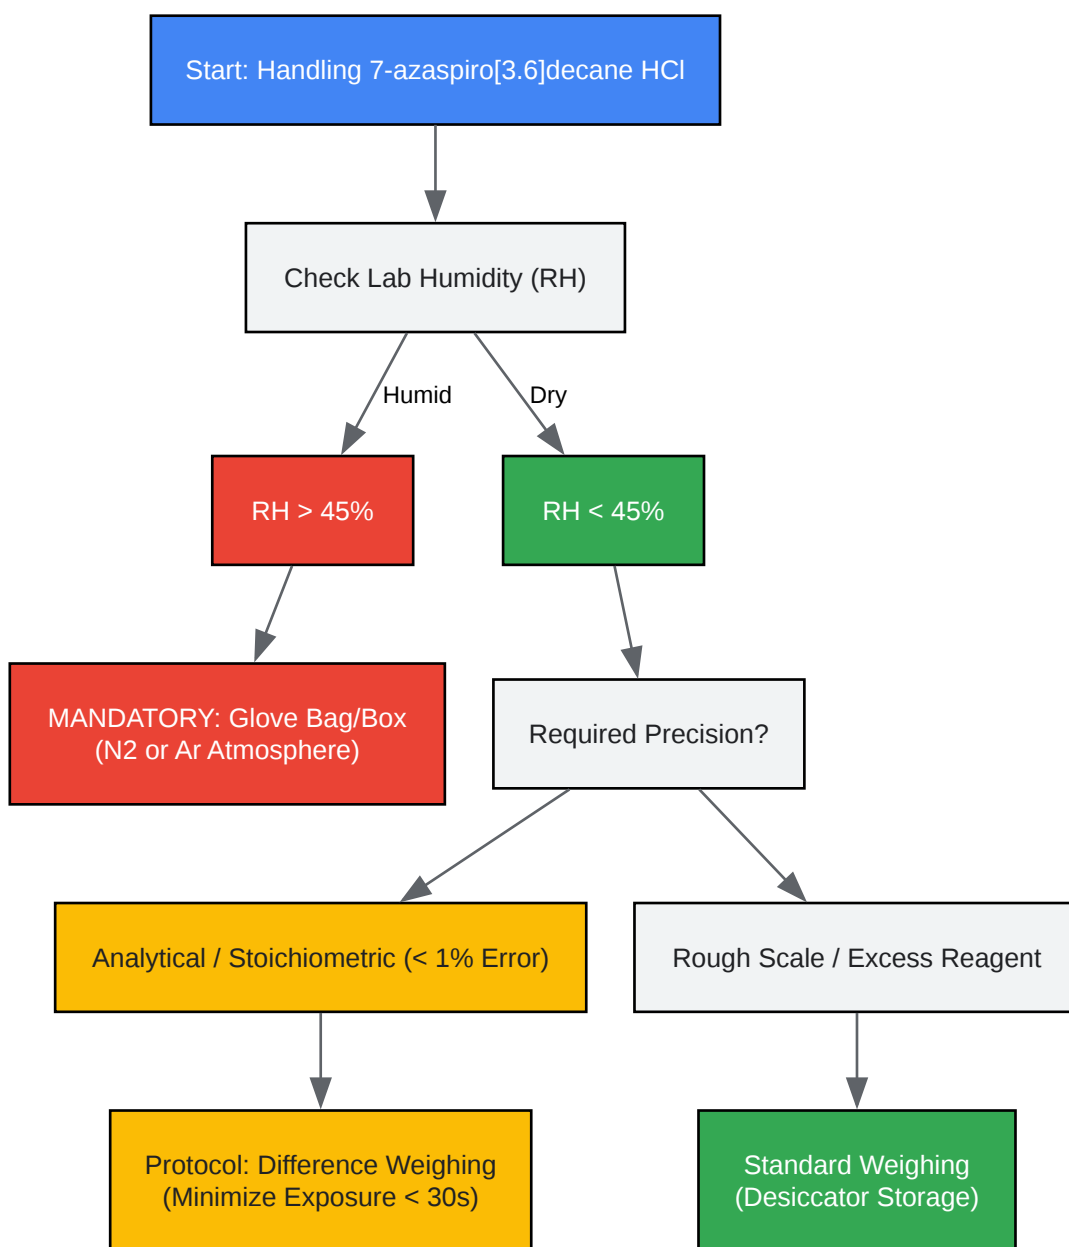 Start: Handling 7-azaspiro[3.6]decane HCl
Check Lab Humidity (RH)
Humid
Dry
RH > 45%
RH < 45%
MANDATORY: Glove Bag/Box
(N2 or Ar Atmosphere)
Required Precision?
Analytical / Stoichiometric (< 1% Error)
Rough Scale / Excess Reagent
Protocol: Difference Weighing
(Minimize Exposure < 30s)
Standard Weighing
(Desiccator Storage)